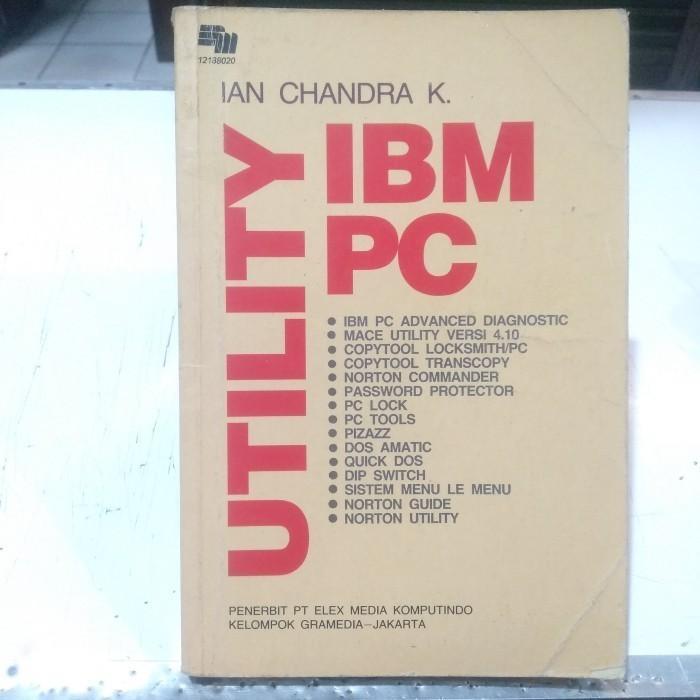 12138020
IAN CHANDRA K.
UTILITY
IBM
PC
• IBM PC ADVANCED DIAGNOSTIC
• MACE UTILITY VERSI 4.10
• COPYTOOL LOCKSMITH/PC
• COPYTOOL TRANSCOPY
• NORTON COMMANDER
• PASSWORD PROTECTOR
• PC LOCK
• PC TOOLS
• PIZAZZ
• DOS AMATIC
• QUICK DOS
• DIP SWITCH
• SISTEM MENU LE MENU
• NORTON GUIDE
• NORTON UTILITY
PENERBIT PT ELEX MEDIA KOMPUTINDO
KELOMPOK GRAMEDIA–JAKARTA